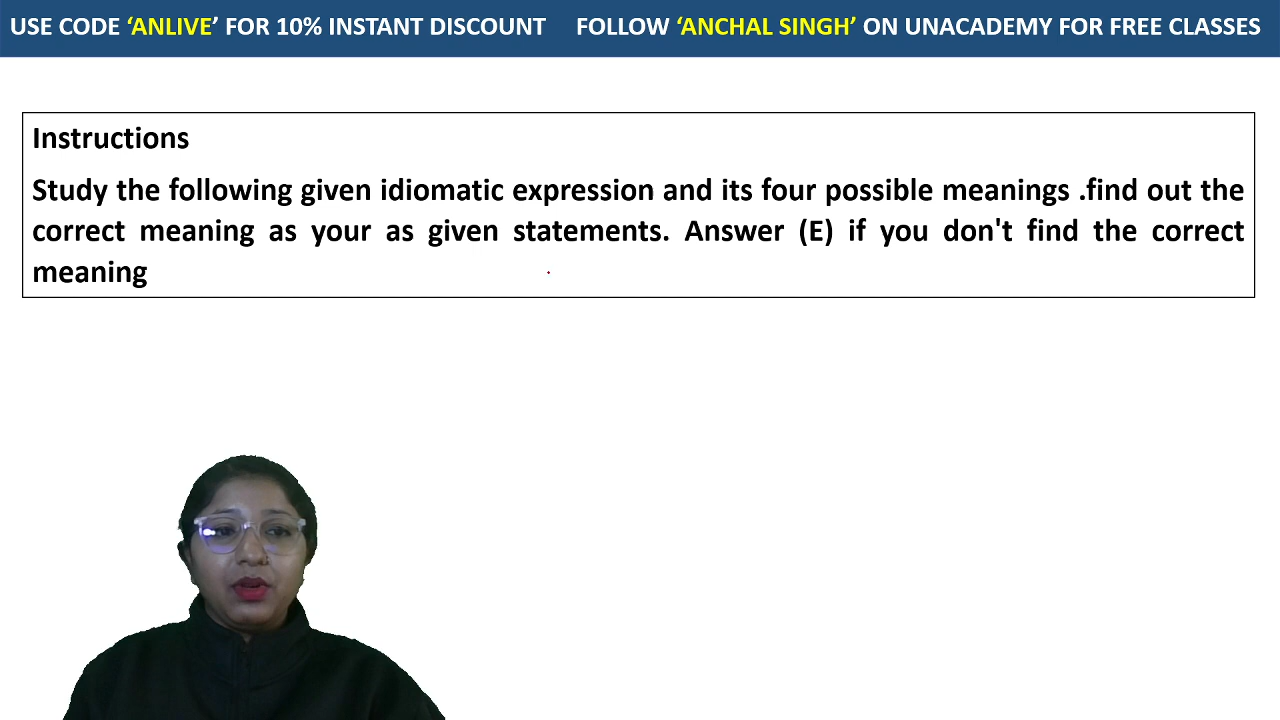 USE CODE ‘ANLIVE’ FOR 10% INSTANT DISCOUNT FOLLOW ‘ANCHAL SINGH’ ON UNACADEMY FOR FREE CLASSES
Instructions
Study the following given idiomatic expression and its four possible meanings .find out the
correct meaning as your as given statements. Answer (E) if you don't find the correct
meaning